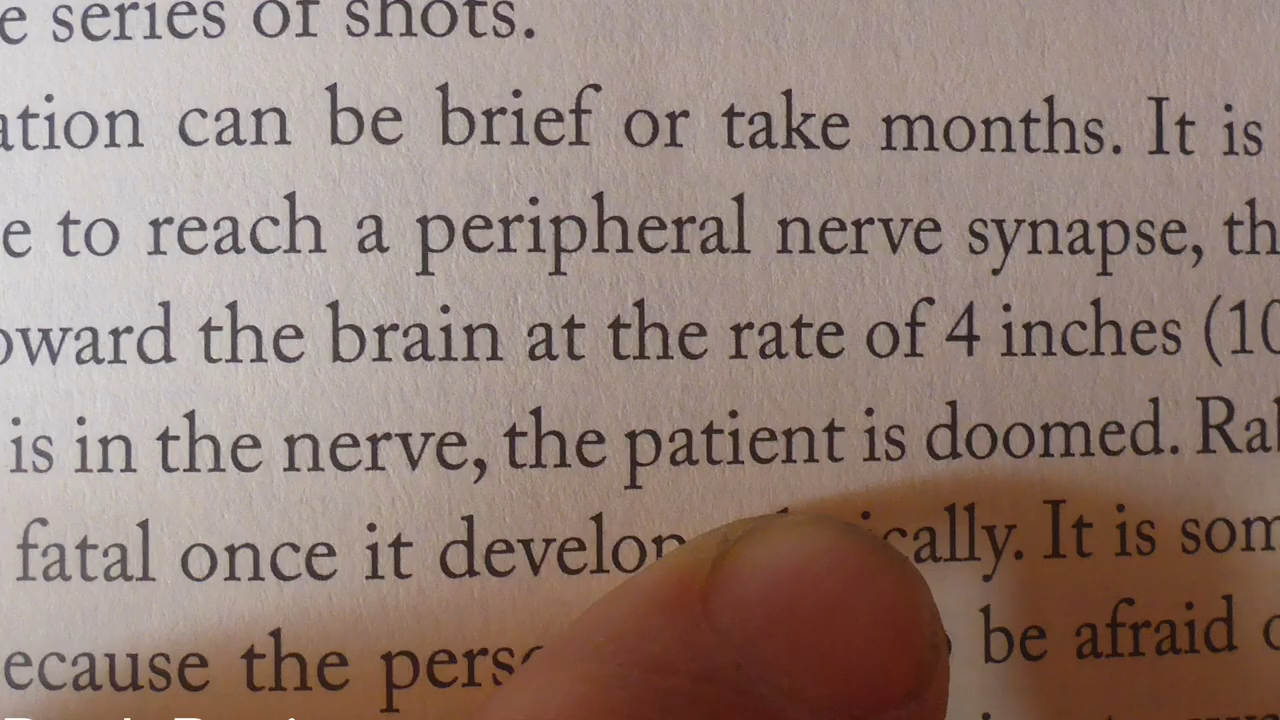 e series of shots.
ation can be brief or take months. It is
e to reach a peripheral nerve synapse, th
oward the brain at the rate of 4 inches (10
is in the nerve, the patient is doomed. Ral
fatal once it develop ically. It is som
ecause the perso be afraid o